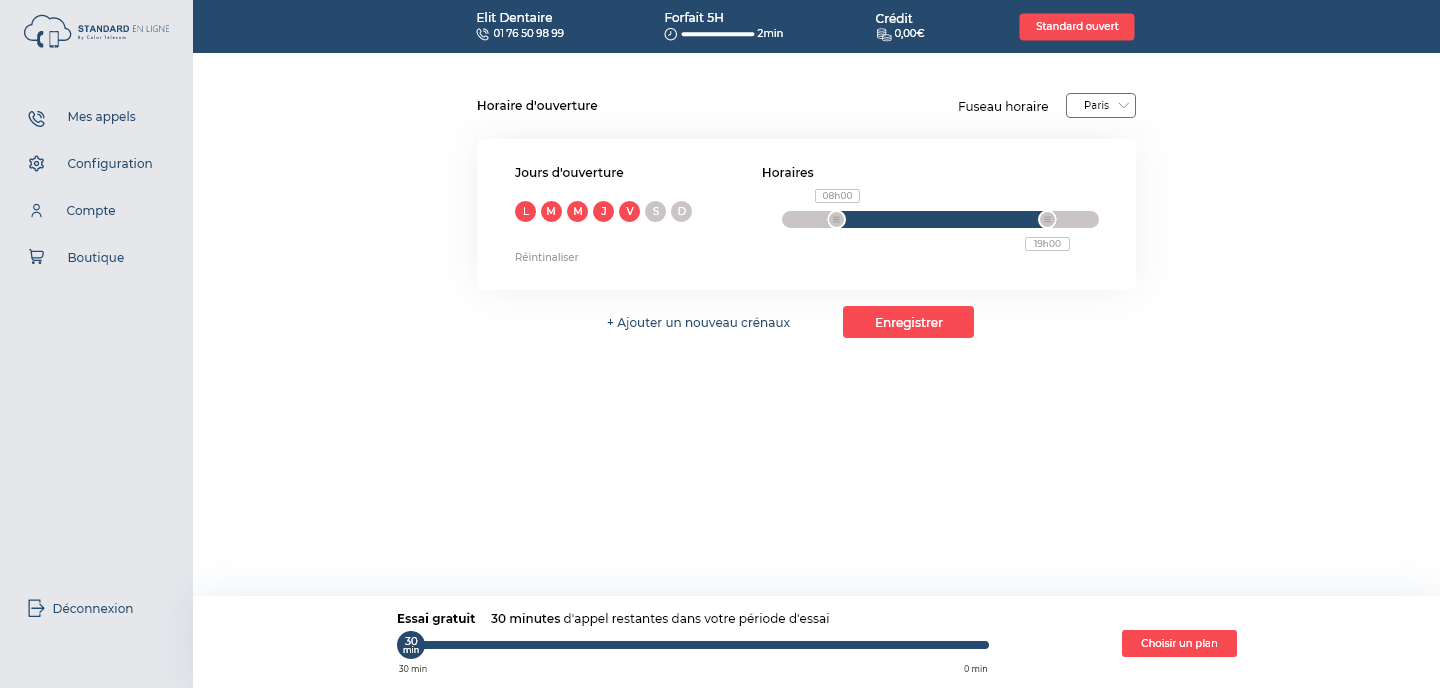 STANDARD EN LIGNE
By Color Telecom
Elit Dentaire
01 76 50 98 99
Forfait 5H
2min
Crédit
0,00€
Standard ouvert
Mes appels
Configuration
Compte
Boutique
Déconnexion
Horaire d'ouverture
Fuseau horaire
Paris
Jours d'ouverture
L M M J V S D
Réintinaliser
Horaires
08h00
19h00
+ Ajouter un nouveau crénaux
Enregistrer
Essai gratuit 30 minutes d'appel restantes dans votre période d'essai
30
min
30 min
0 min
Choisir un plan